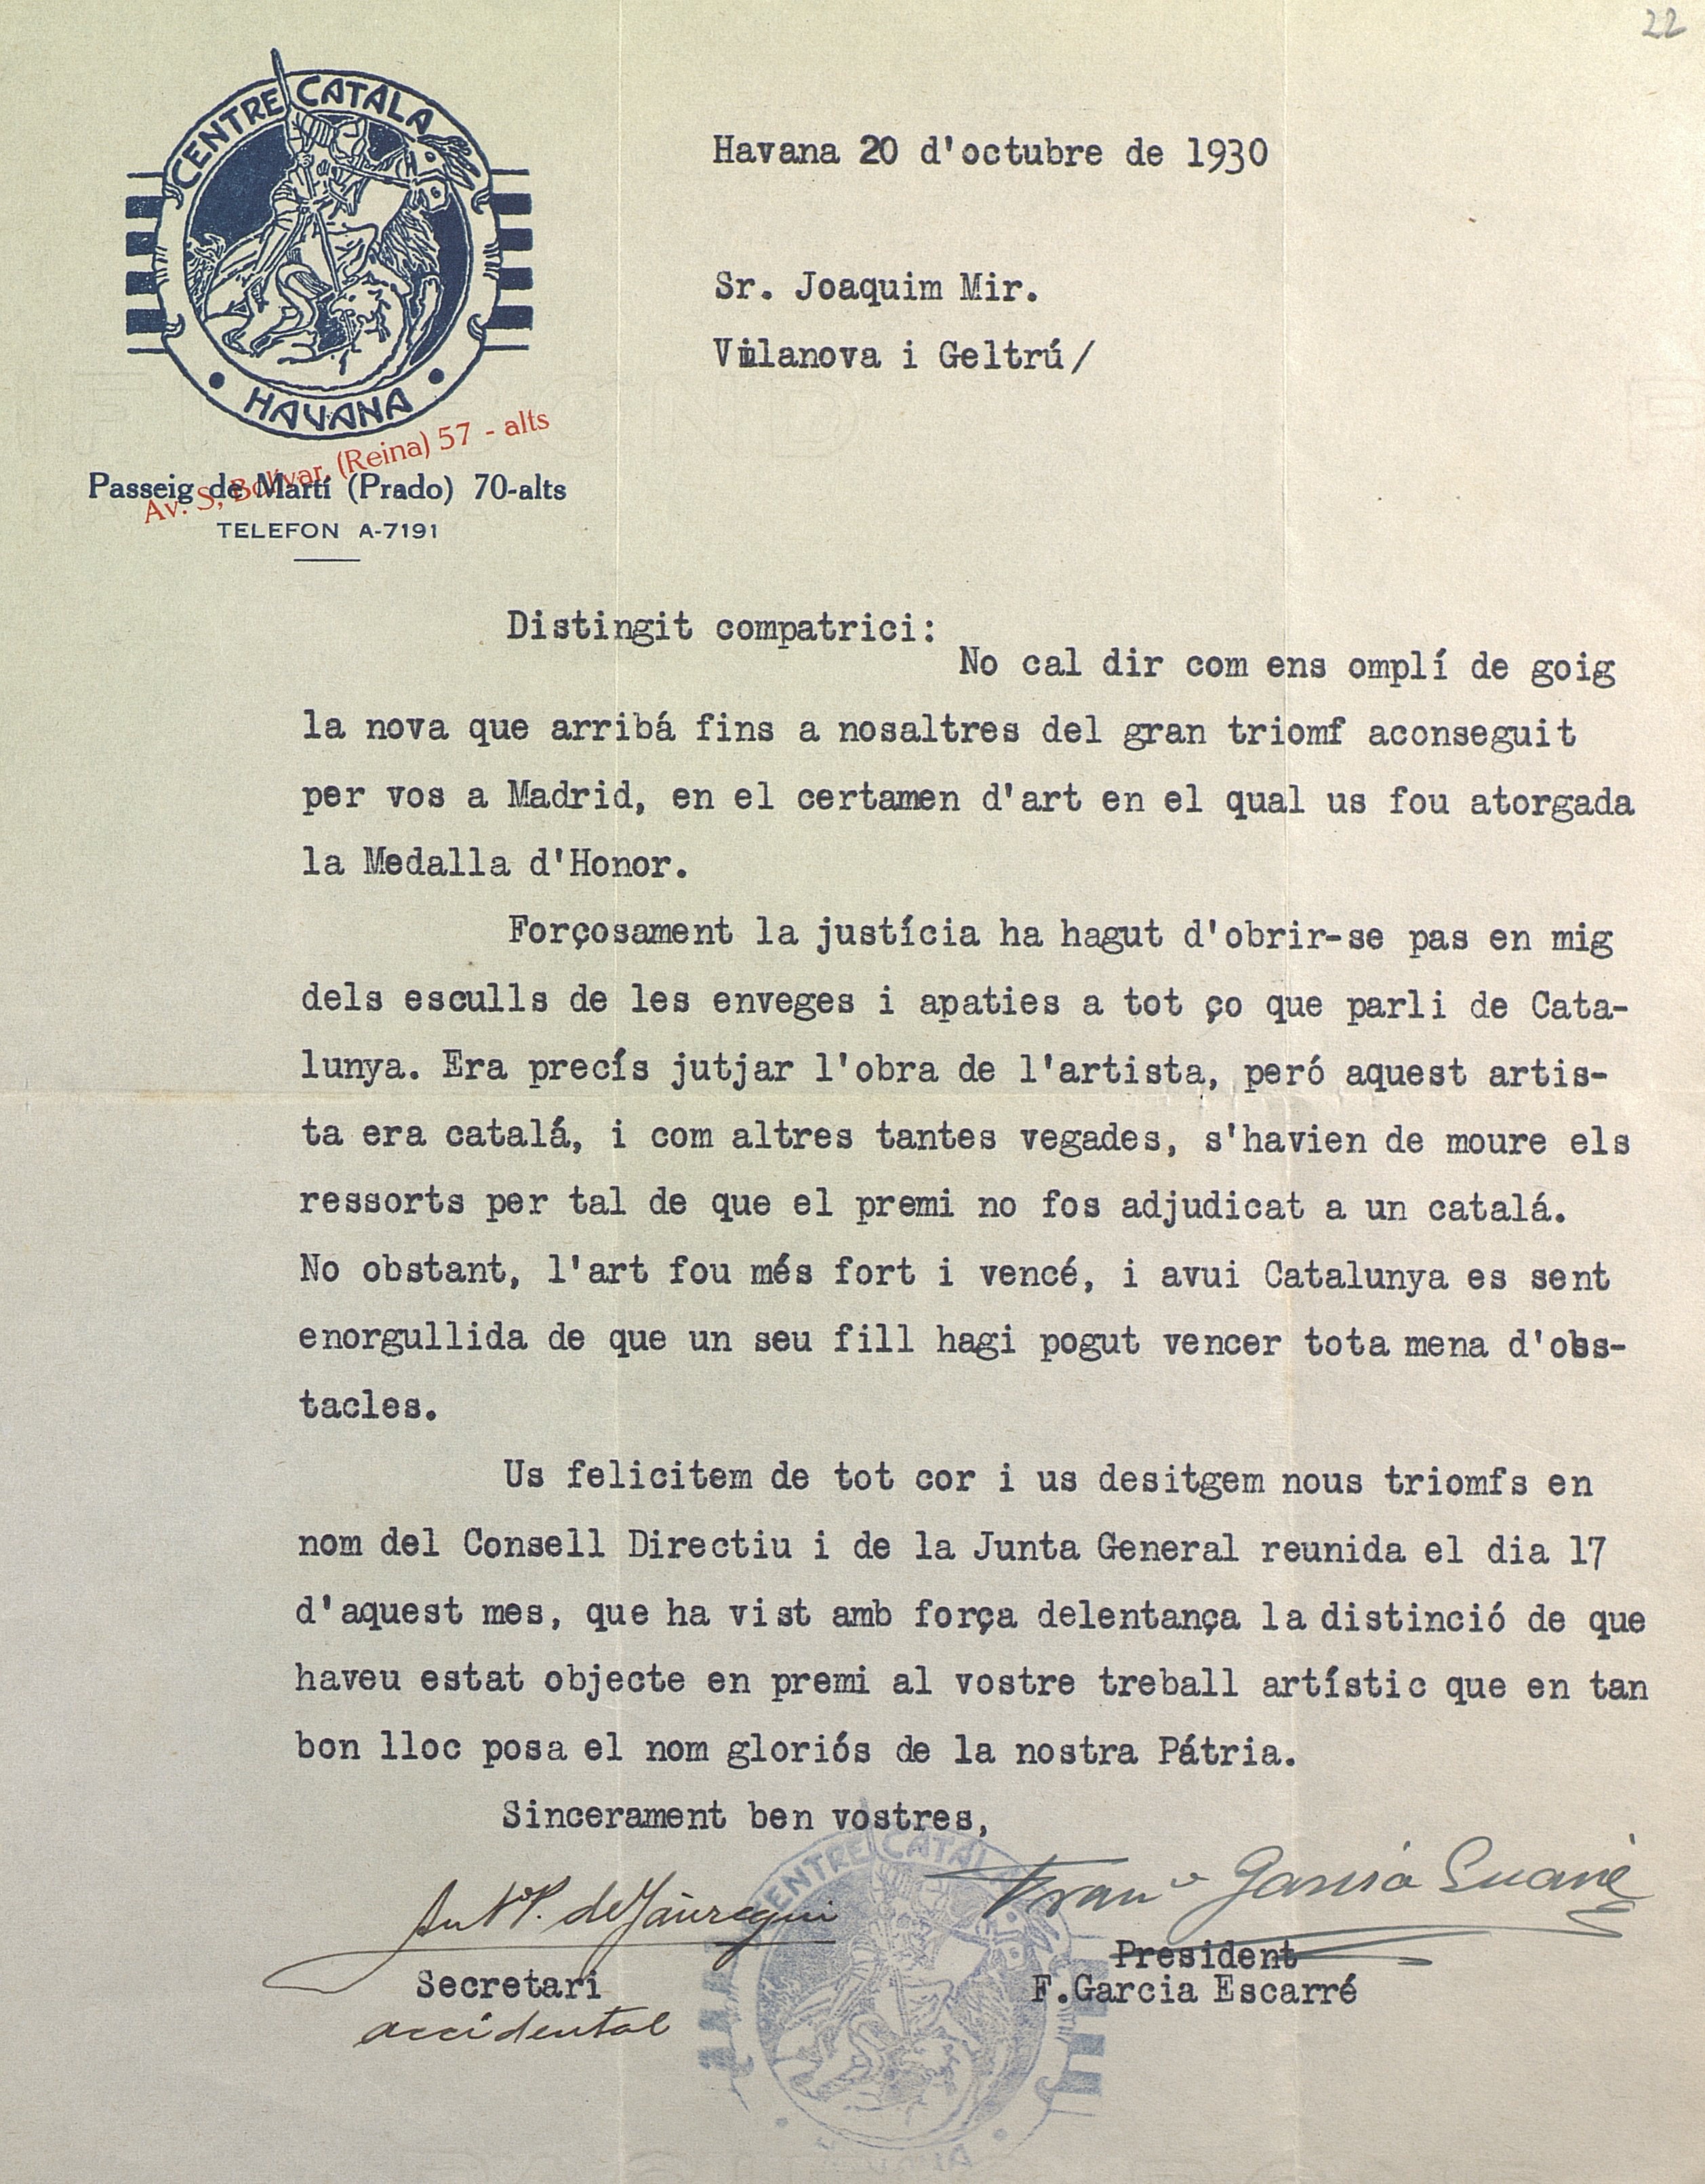 22
CENTRE CATALA
HAVANA
Av. S, Bolívar, (Reina) 57 - alts
Passeig de Martí (Prado) 70-alts
TELEFON A-7191
Havana 20 d'octubre de 1930
Sr. Joaquim Mir.
Vilanova i Geltrú/
Distingit compatrici:
No cal dir com ens omplí de goig
la nova que arribá fins a nosaltres del gran triomf aconseguit
per vos a Madrid, en el certamen d'art en el qual us fou atorgada
la Medalla d'Honor.
Forçosament la justícia ha hagut d'obrir-se pas en mig
dels esculls de les enveges i apaties a tot ço que parli de Cata-
lunya. Era precís jutjar l'obra de l'artista, peró aquest artis-
ta era catalá, i com altres tantes vegades, s'havien de moure els
ressorts per tal de que el premi no fos adjudicat a un catalá.
No obstant, l'art fou més fort i vencé, i avui Catalunya es sent
enorgullida de que un seu fill hagi pogut vencer tota mena d'obs-
tacles.
Us felicitem de tot cor i us desitgem nous triomfs en
nom del Consell Directiu i de la Junta General reunida el dia 17
d'aquest mes, que ha vist amb força delentança la distinció de que
haveu estat objecte en premi al vostre treball artístic que en tan
bon lloc posa el nom gloriós de la nostra Pátria.
Sincerament ben vostres,
CENTRE CATALA
Ant P. de Jáuregui
Franco Garcia
President
Secretari
F.Garcia Escarré
accidental
HAVANA